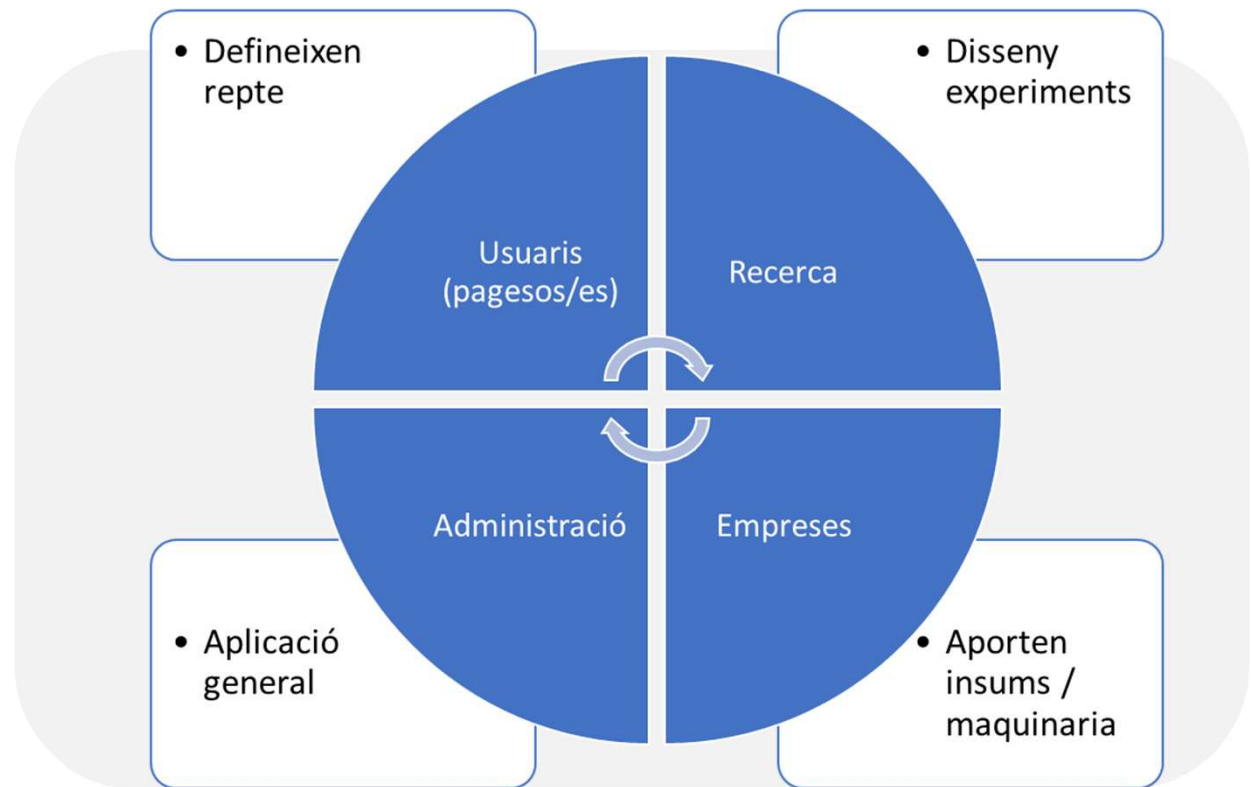 • Defineixen
repte
• Disseny
experiments
Usuaris
(pagesos/es)
Recerca
Administració
Empreses
• Aplicació
general
• Aporten
insums /
maquinaria